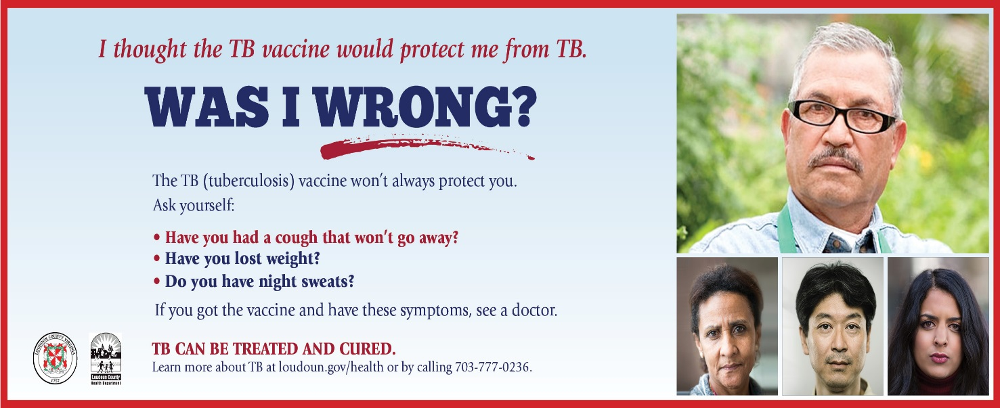 I thought the TB vaccine would protect me from TB.
WAS I WRONG?
The TB (tuberculosis) vaccine won't always protect you.
Ask yourself:
• Have you had a cough that won't go away?
• Have you lost weight?
• Do you have night sweats?
If you got the vaccine and have these symptoms, see a doctor.
TB CAN BE TREATED AND CURED.
Learn more about TB at loudoun.gov/health or by calling 703-777-0236.
LOUDOUN COUNTY VIRGINIA
1757
Loudoun County
Health Department